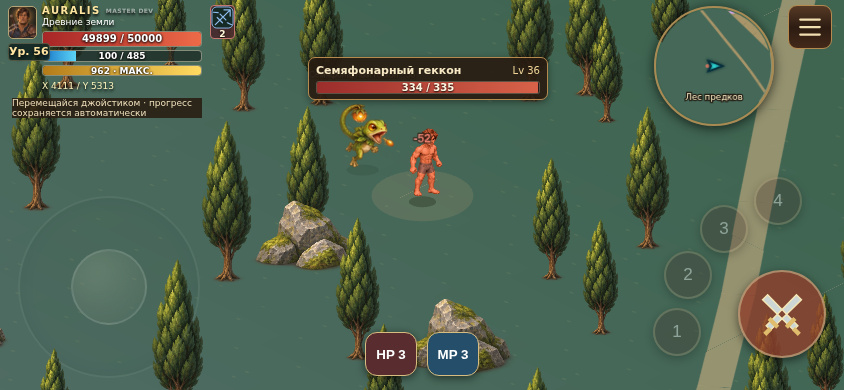 AURALIS MASTER DEV
Древние земли
49899 / 50000
Ур. 56
100 / 485
962 · МАКС.
X 4111 / Y 5313
Перемещайся джойстиком · прогресс
сохраняется автоматически
2
Семяфонарный геккон Lv 36
334 / 335
-522
Лес предков
4
3
2
1
HP 3
MP 3